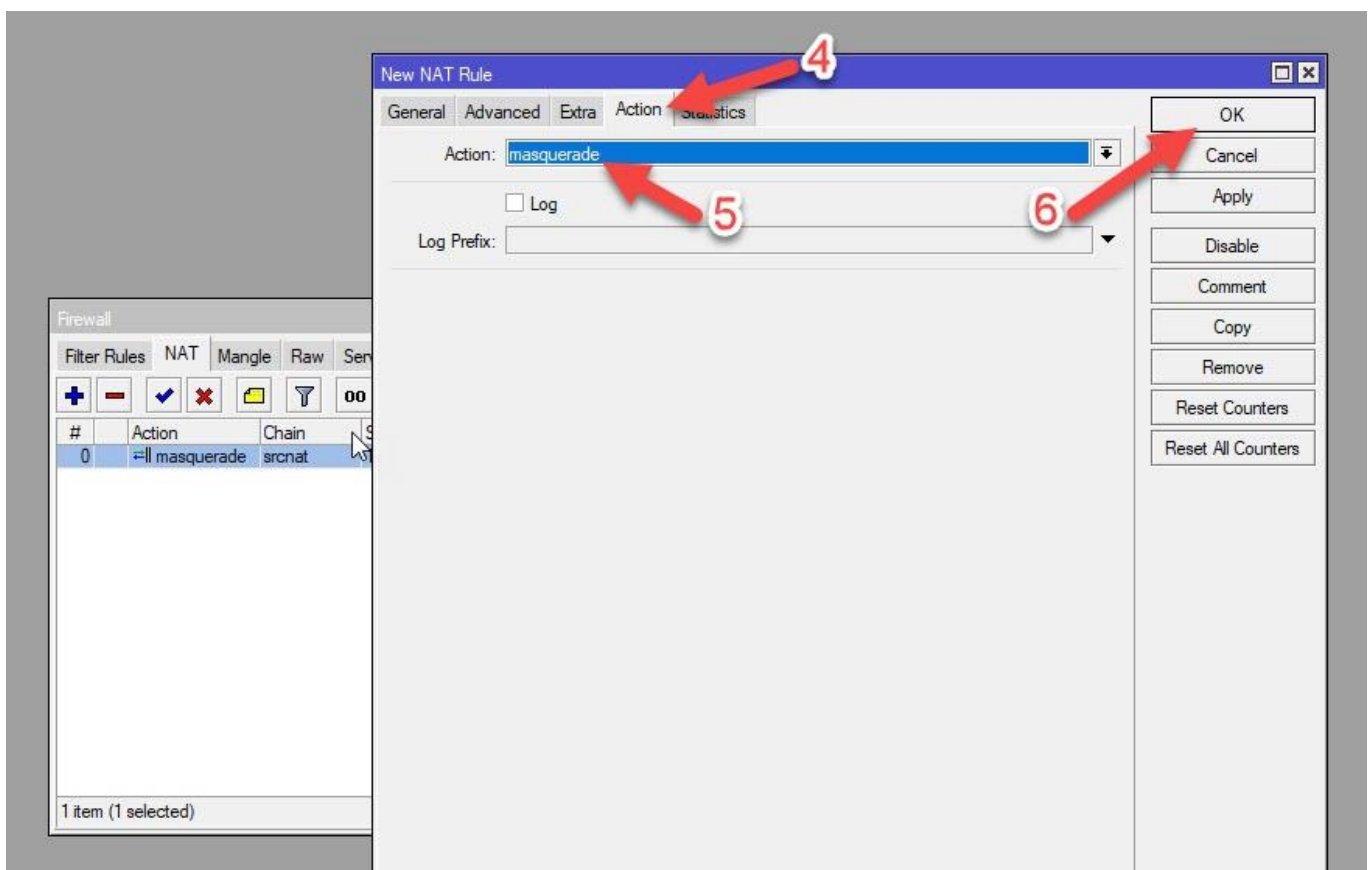 4
New NAT Rule
General Advanced Extra Action Statistics
OK
Action: masquerade
Cancel
Log
5
6
Apply
Log Prefix:
Disable
Comment
Firewall
Copy
Filter Rules NAT Mangle Raw
Remove
00
Reset Counters
# Action Chain S
Reset All Counters
0 masquerade srcnat
1 item (1 selected)